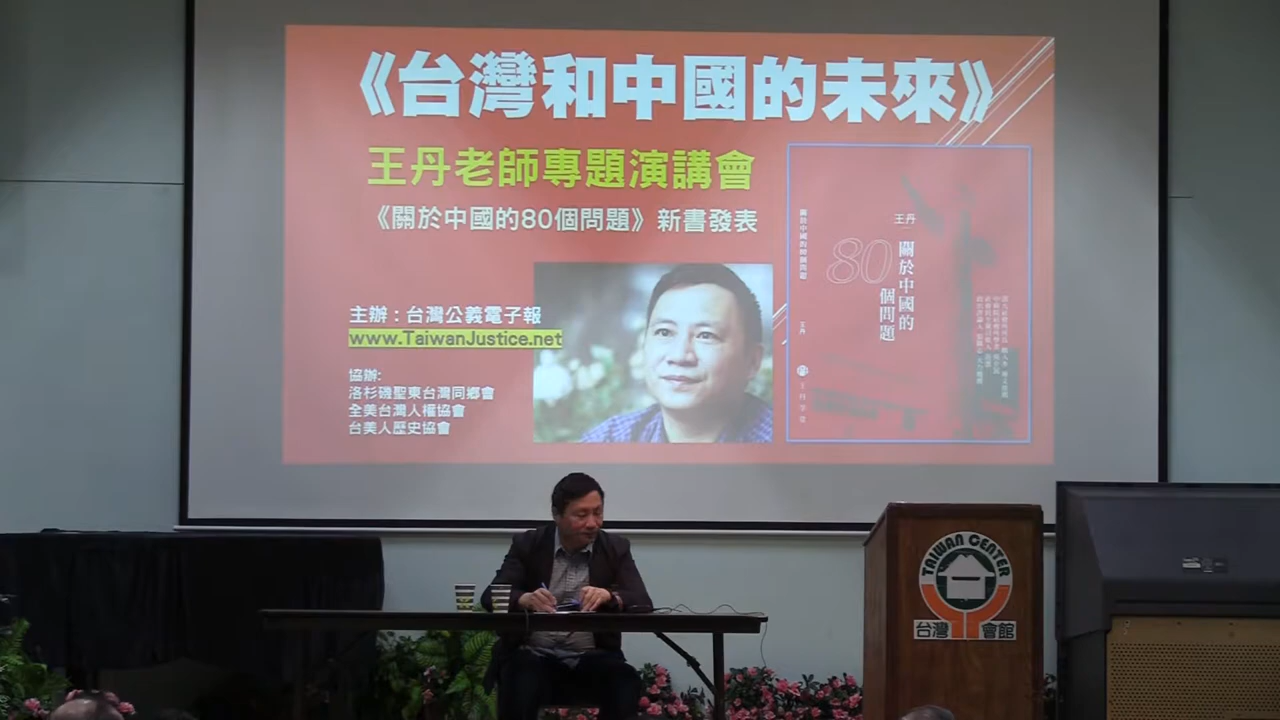 《台灣和中國的未來》
王丹老師專題演講會
《關於中國的80個問題》新書發表
主辦：台灣公義電子報
www.TaiwanJustice.net
協辦:
洛杉磯聖東台灣同鄉會
全美台灣人權協會
台美人歷史協會
王丹
80
關於中國的
個問題
王丹
TAIWAN CENTER
台灣會館